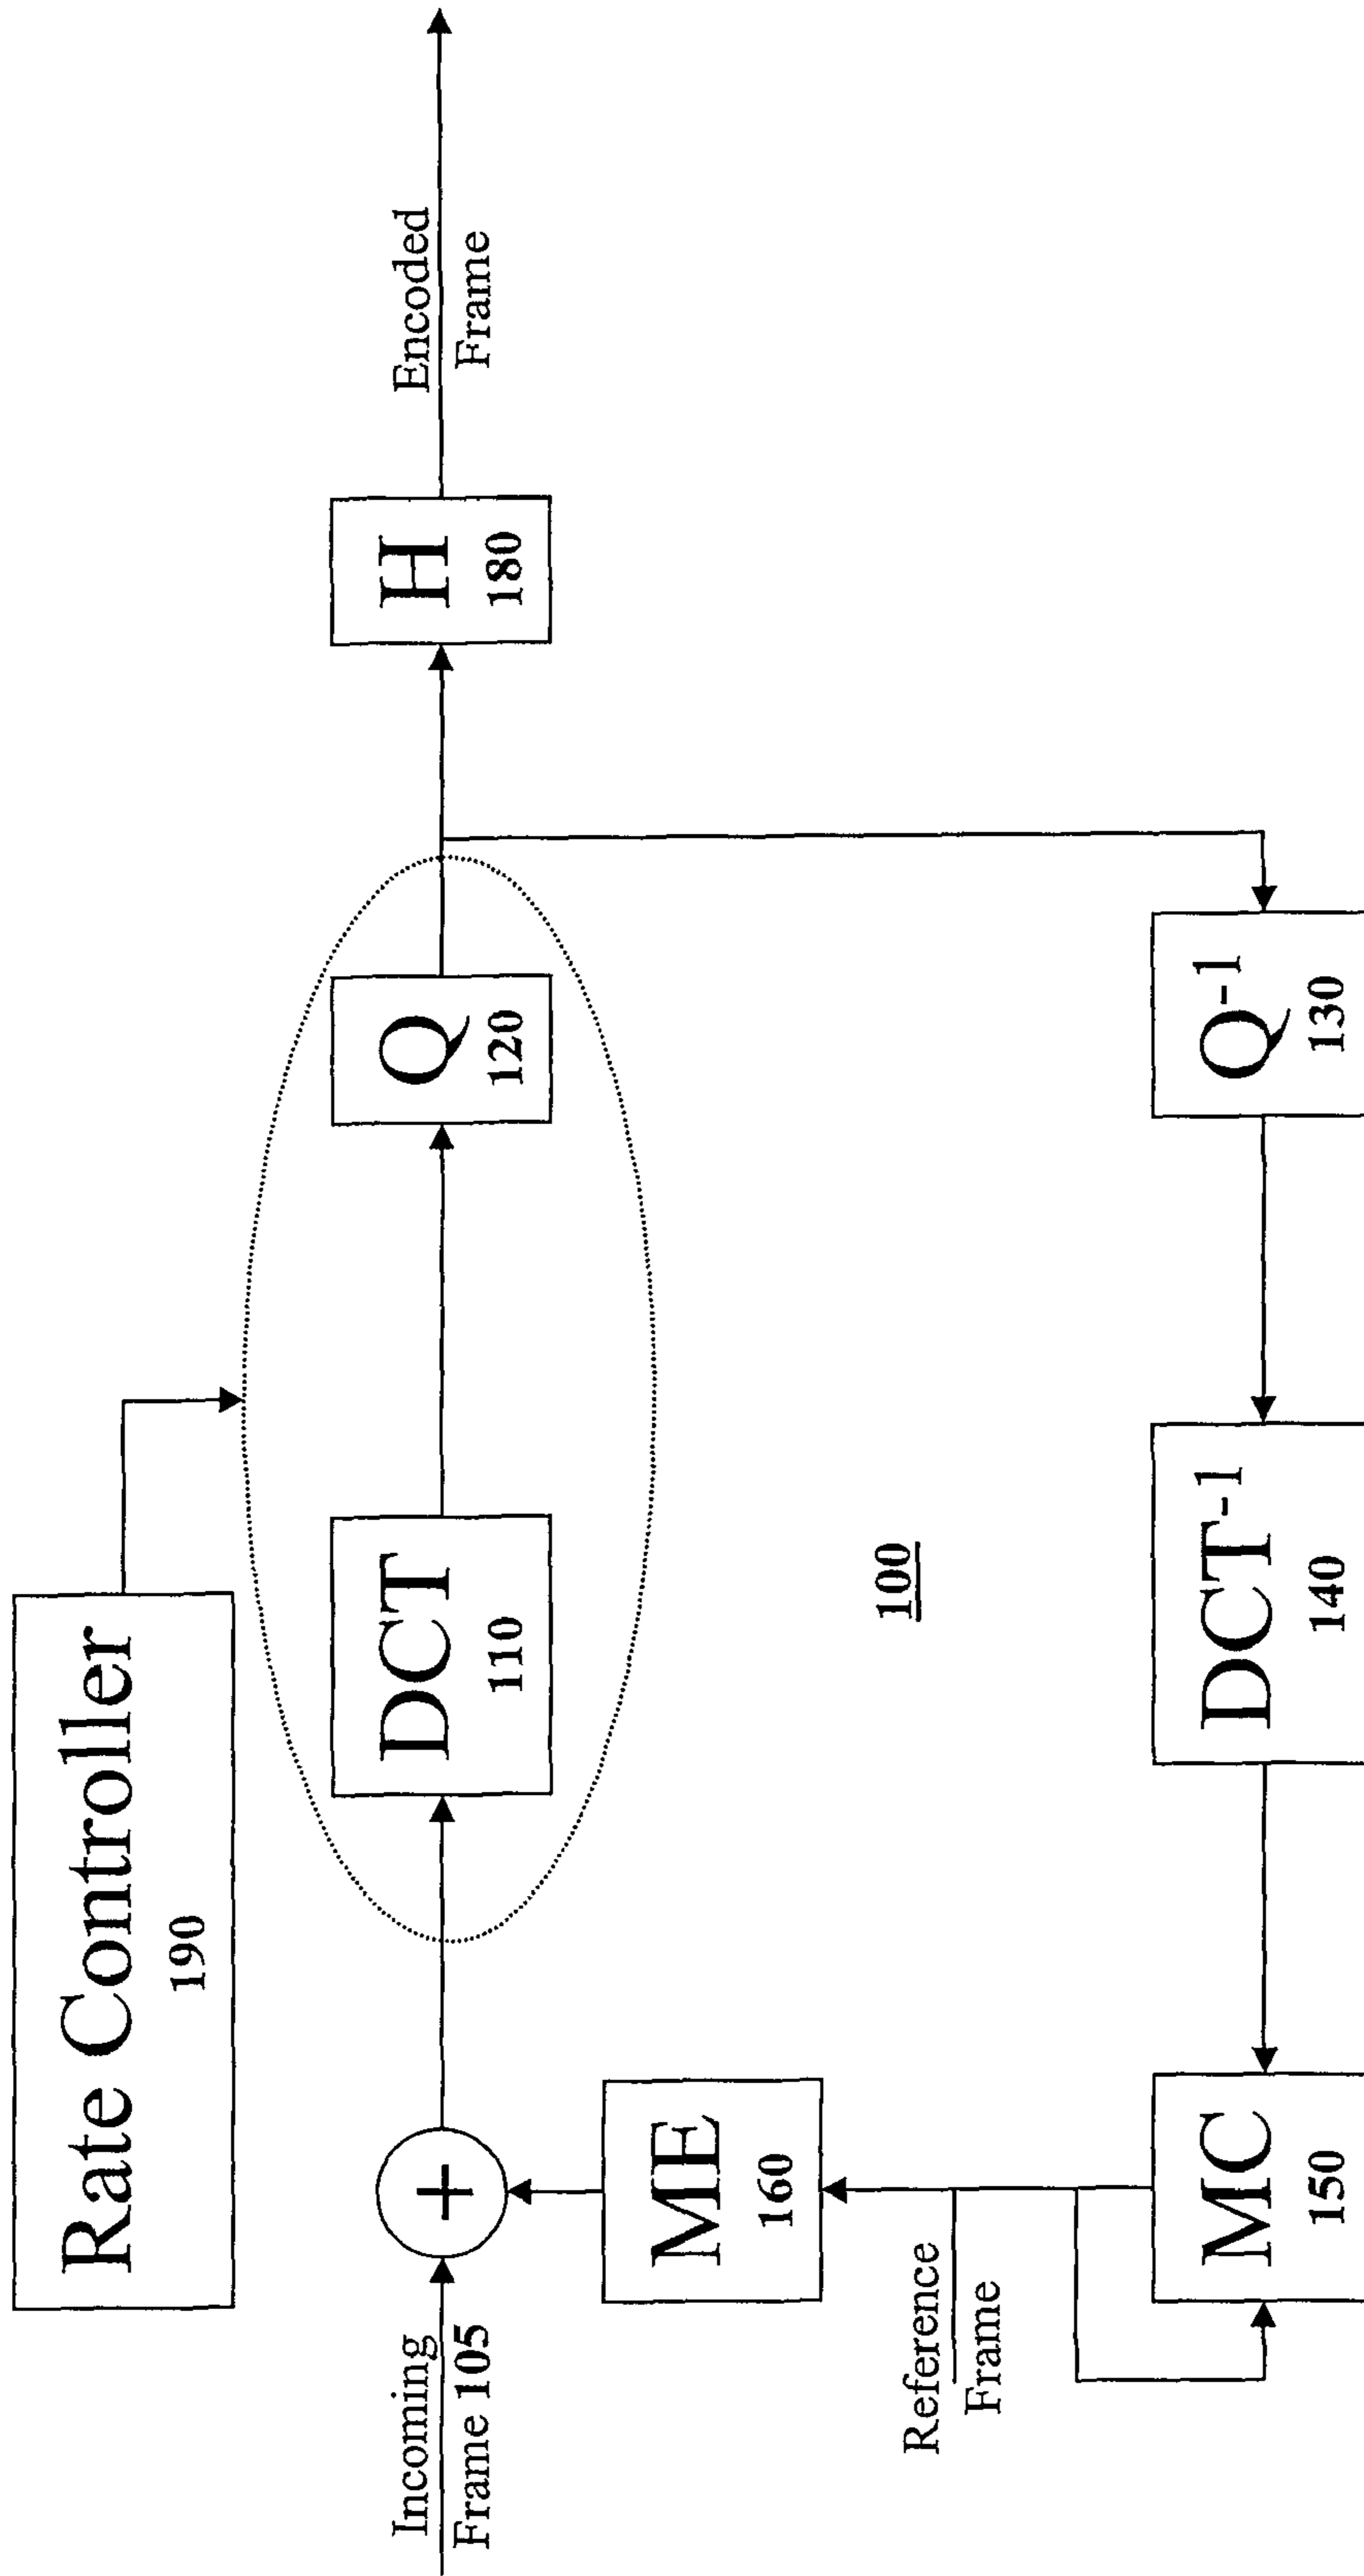 Rate Controller
190
Incoming
Frame 105
+
DCT
110
Q
120
H
180
Encoded
Frame
ME
160
100
Reference
Frame
MC
150
DCT-1
140
Q-1
130